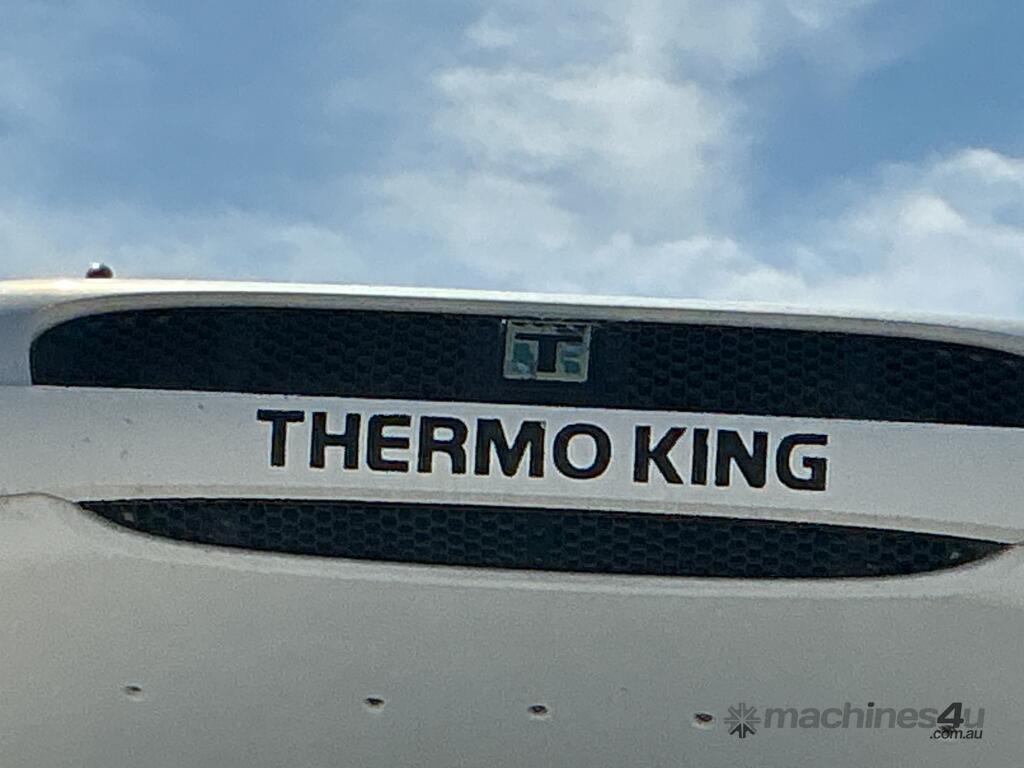 T
THERMO KING
machines4u
.com.au